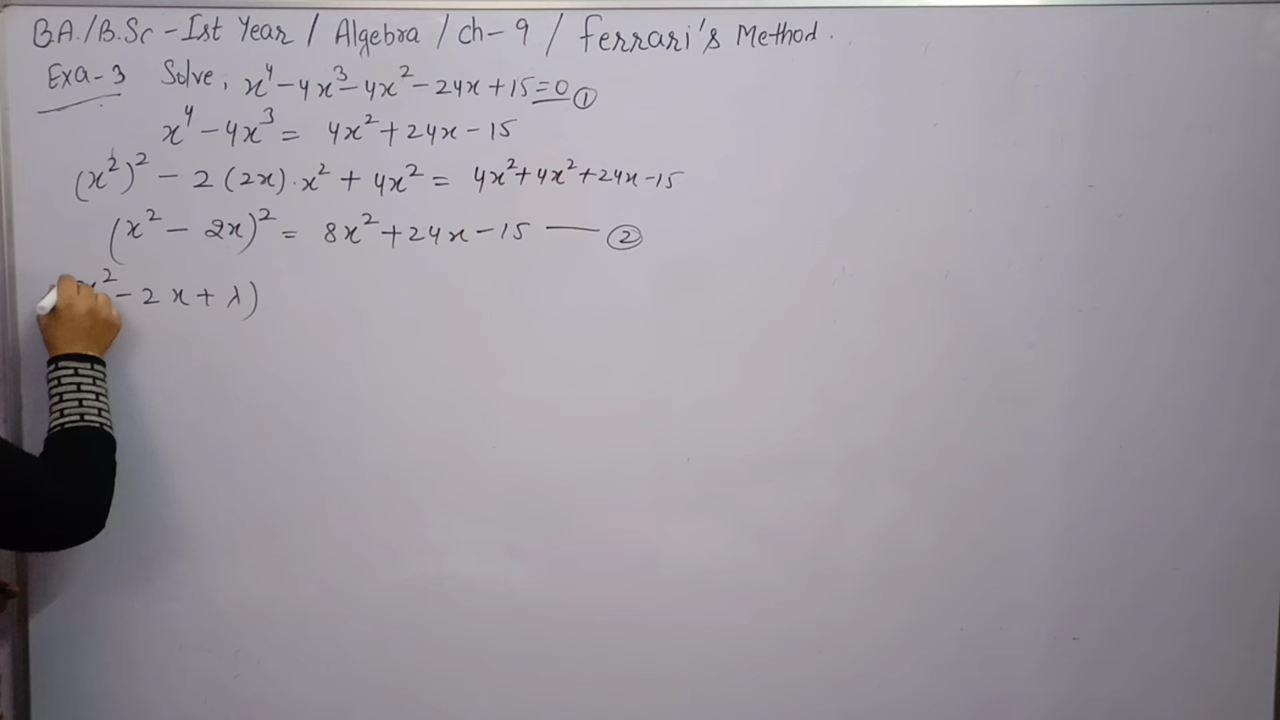 B.A./B.Sc - Ist Year / Algebra / ch-9 / Ferrari's Method.
Exa-3 Solve, x⁴-4x³-4x²-24x+15=0 ①
x⁴-4x³ = 4x²+24x-15
(x²)² - 2(2x).x² + 4x² = 4x²+4x²+24x-15
(x² - 2x)² = 8x²+24x-15 — ②
² - 2x + λ)